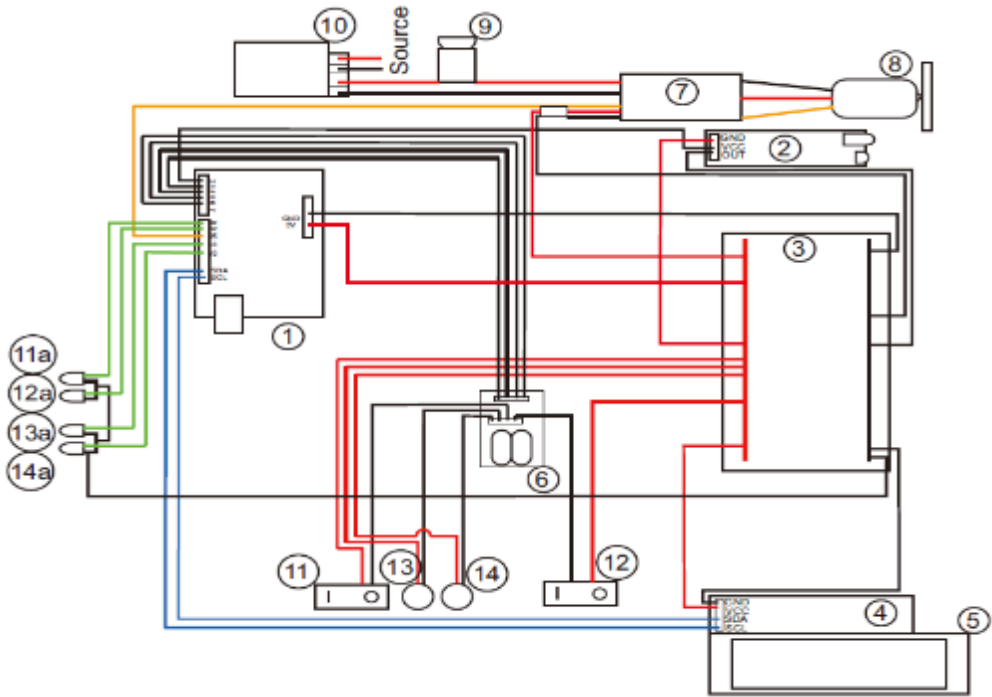 10
Source
9
7
8
GND
VCC
OUT
2
GND
5V
3
SDA
SCL
1
11a
12a
13a
14a
6
11
13
14
12
GND
VCC
SDA
SCL
4
5